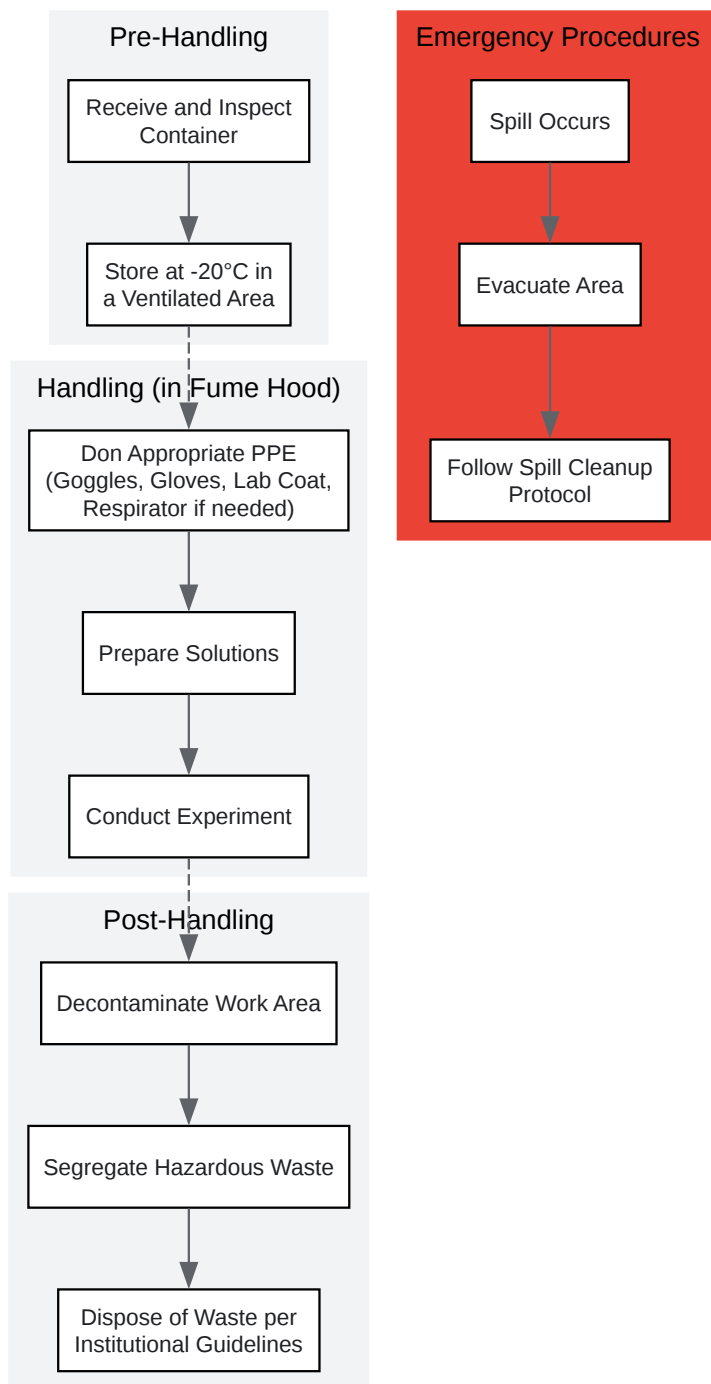 Pre-Handling
Receive and Inspect
Container
Store at -20°C in
a Ventilated Area
Handling (in Fume Hood)
Don Appropriate PPE
(Goggles, Gloves, Lab Coat,
Respirator if needed)
Prepare Solutions
Conduct Experiment
Post-Handling
Decontaminate Work Area
Segregate Hazardous Waste
Dispose of Waste per
Institutional Guidelines
Emergency Procedures
Spill Occurs
Evacuate Area
Follow Spill Cleanup
Protocol